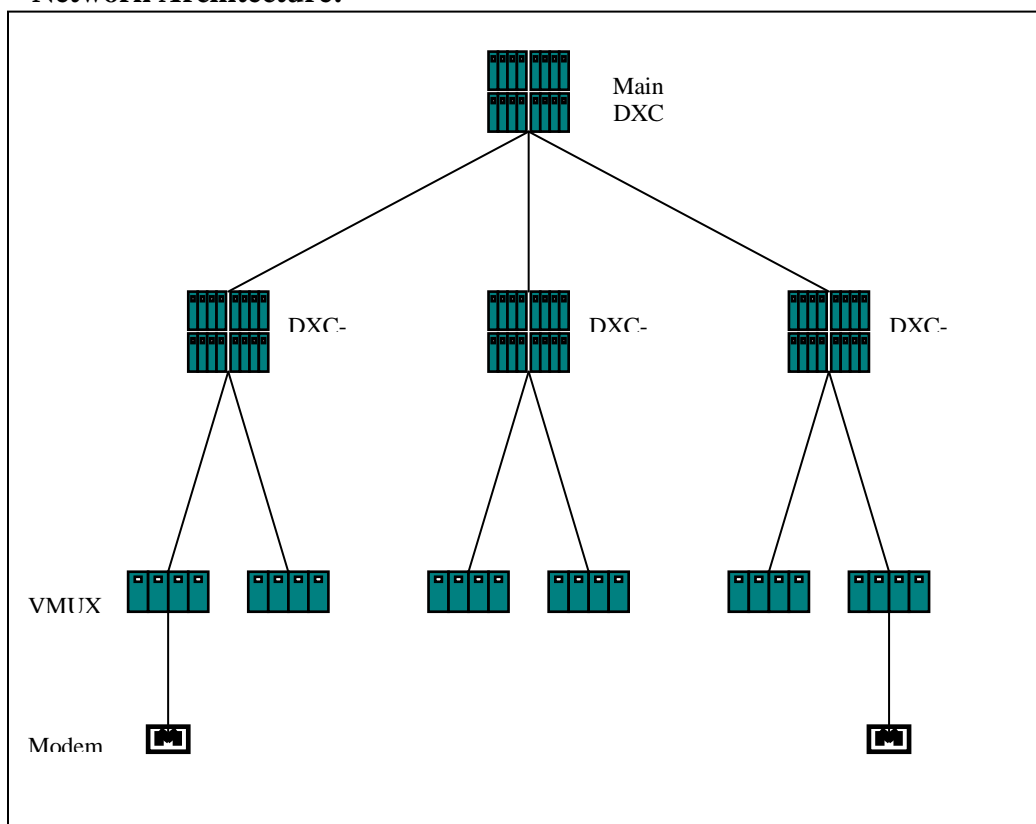 Network Architecture:
Main
DXC
DXC-
DXC-
DXC-
VMUX
Modem